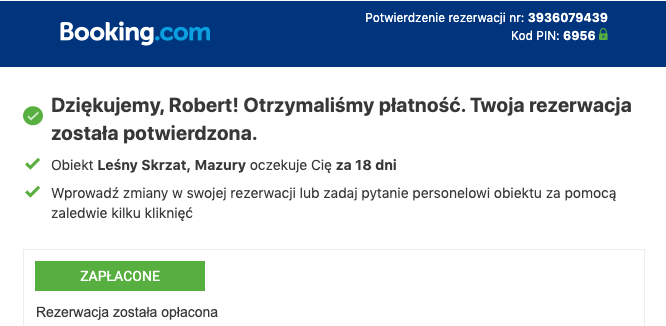 Potwierdzenie rezerwacji nr: 3936079439
Booking.com
Kod PIN: 6956
Dziękujemy, Robert! Otrzymaliśmy płatność. Twoja rezerwacja
została potwierdzona.
Obiekt Leśny Skrzat, Mazury oczekuje Cię za 18 dni
Wprowadź zmiany w swojej rezerwacji lub zadaj pytanie personelowi obiektu za pomocą
zaledwie kilku kliknięć
ZAPŁACONE
Rezerwacja została opłacona